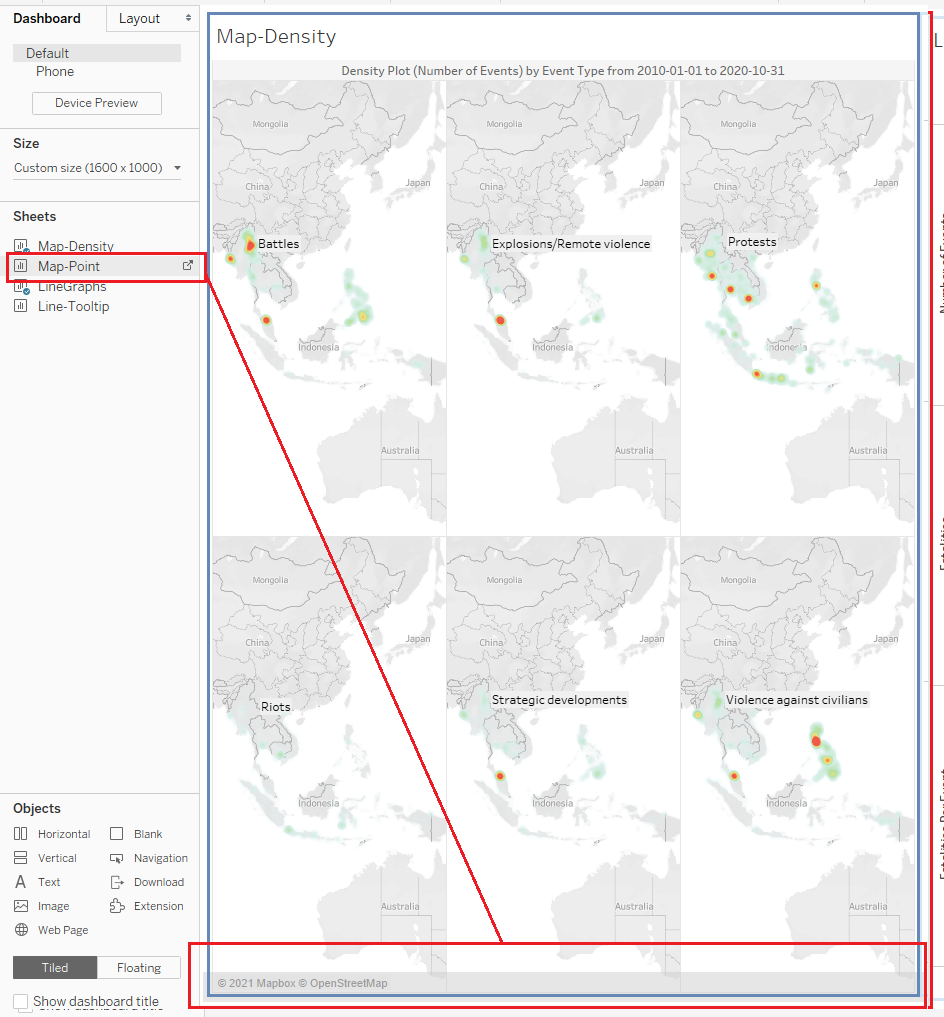 Dashboard
Layout
Default
Phone
Device Preview
Size
Custom size (1600 x 1000)
Sheets
Map-Density
Map-Point
LineGraphs
Line-Tooltip
Objects
Horizontal
Blank
Vertical
Navigation
Text
Download
Image
Extension
Web Page
Tiled
Floating
Show dashboard title
Map-Density
Density Plot (Number of Events) by Event Type from 2010-01-01 to 2020-10-31
Mongolia
Mongolia
Mongolia
China
Japan
China
Japan
China
Japan
Battles
Explosions/Remote violence
Protests
Indonesia
Indonesia
Indonesia
Australia
Australia
Australia
Mongolia
Mongolia
Mongolia
China
Japan
China
Japan
China
Japan
Riots
Strategic developments
Violence against civilians
Indonesia
Indonesia
Indonesia
Australia
Australia
Australia
© 2021 Mapbox © OpenStreetMap